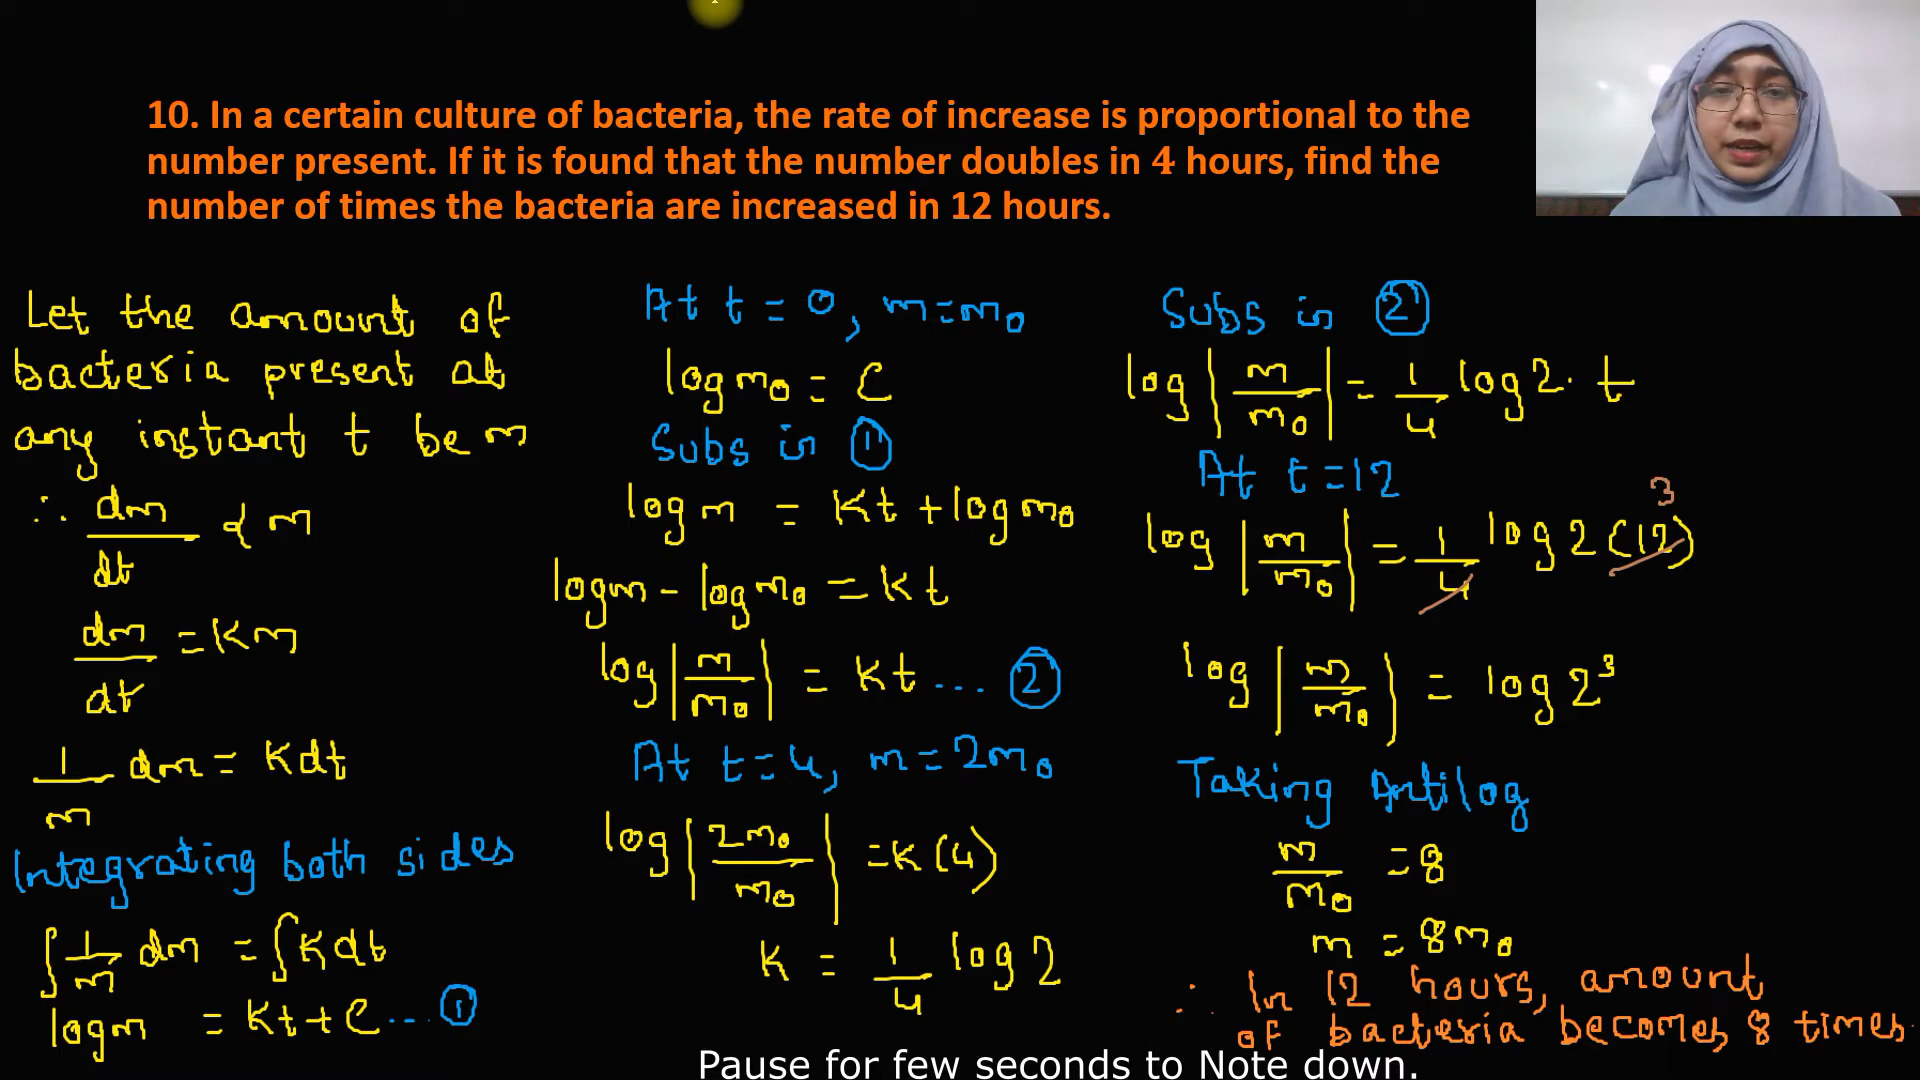 10. In a certain culture of bacteria, the rate of increase is proportional to the
number present. If it is found that the number doubles in 4 hours, find the
number of times the bacteria are increased in 12 hours.
Let the amount of
bacteria present at
any instant t be m
∴ dm/dt ∝ m
dm/dt = km
1/m dm = kdt
Integrating both sides
∫ 1/m dm = ∫ kdt
logm = kt + c ... ①
At t = 0, m = m₀
log m₀ = c
Subs in ①
log m = kt + log m₀
logm - log m₀ = kt
log |m/m₀| = kt ... ②
At t = 4, m = 2m₀
log |2m₀/m₀| = k(4)
k = 1/4 log 2
Subs in ②
log |m/m₀| = 1/4 log 2 · t
At t = 12
3
log |m/m₀| = 1/4 log 2 (12)
log |m/m₀| = log 2³
Taking Antilog
m/m₀ = 8
m = 8m₀
∴ In 12 hours, amount
of bacteria becomes 8 times.
Pause for few seconds to Note down.